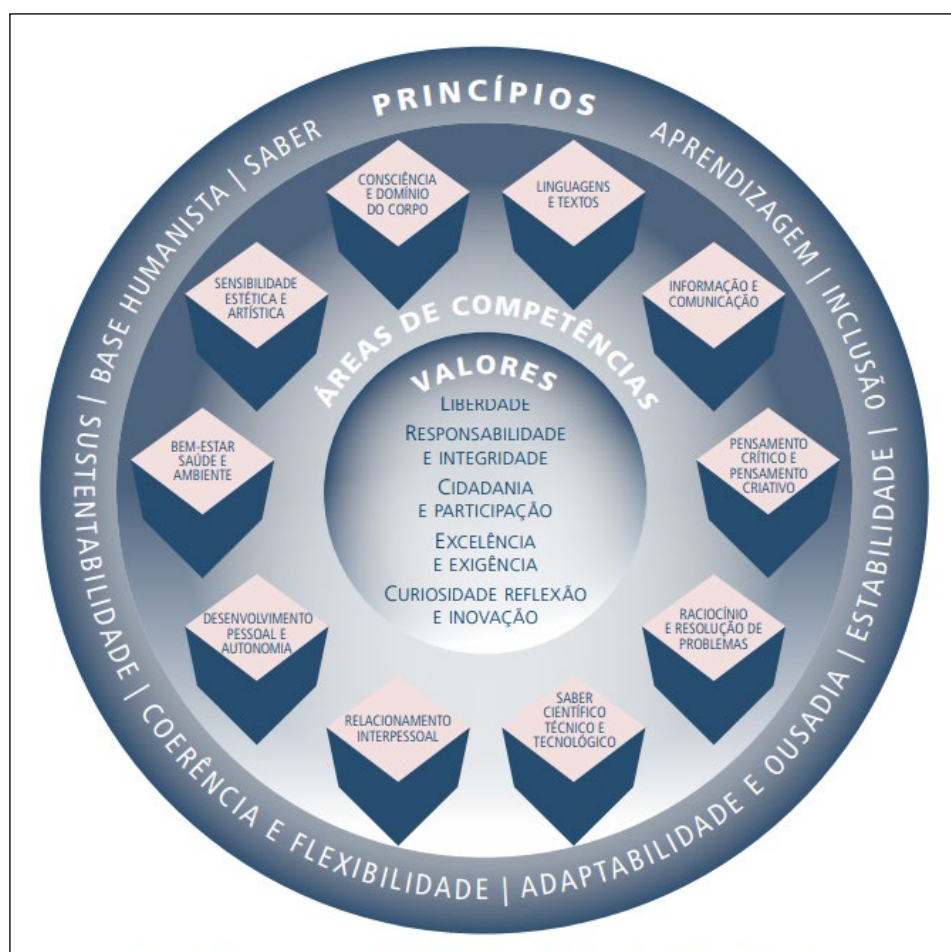 PRINCÍPIOS
APRENDIZAGEM | INCLUSÃO | ESTABILIDADE | ADAPTABILIDADE E OUSADIA | COERÊNCIA E FLEXIBILIDADE | SUSTENTABILIDADE | BASE HUMANISTA | SABER
CONSCIÊNCIA
E DOMÍNIO
DO CORPO
LINGUAGENS
E TEXTOS
SENSIBILIDADE
ESTÉTICA E
ARTÍSTICA
INFORMAÇÃO E
COMUNICAÇÃO
BEM-ESTAR
SAÚDE E
AMBIENTE
PENSAMENTO
CRÍTICO E
PENSAMENTO
CRIATIVO
DESENVOLVIMENTO
PESSOAL E
AUTONOMIA
RACIOCÍNIO
E RESOLUÇÃO DE
PROBLEMAS
RELACIONAMENTO
INTERPESSOAL
SABER
CIENTÍFICO
TÉCNICO E
TECNOLÓGICO
ÁREAS DE COMPETÊNCIAS
VALORES
LIBERDADE
RESPONSABILIDADE
E INTEGRIDADE
CIDADANIA
E PARTICIPAÇÃO
EXCELÊNCIA
E EXIGÊNCIA
CURIOSIDADE REFLEXÃO
E INOVAÇÃO